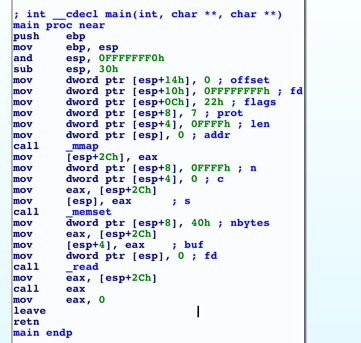 ; int __cdecl main(int, char **, char **)
main proc near
push ebp
mov ebp, esp
and esp, 0FFFFFFF0h
sub esp, 30h
mov dword ptr [esp+14h], 0 ; offset
mov dword ptr [esp+10h], 0FFFFFFFFh ; fd
mov dword ptr [esp+0Ch], 22h ; flags
mov dword ptr [esp+8], 7 ; prot
mov dword ptr [esp+4], 0FFFFh ; len
mov dword ptr [esp], 0 ; addr
call _mmap
mov [esp+2Ch], eax
mov dword ptr [esp+8], 0FFFFh ; n
mov dword ptr [esp+4], 0 ; c
mov eax, [esp+2Ch]
mov [esp], eax ; s
call _memset
mov dword ptr [esp+8], 40h ; nbytes
mov eax, [esp+2Ch]
mov [esp+4], eax ; buf
mov dword ptr [esp], 0 ; fd
call _read
mov eax, [esp+2Ch]
call eax
mov eax, 0
leave
retn
main endp